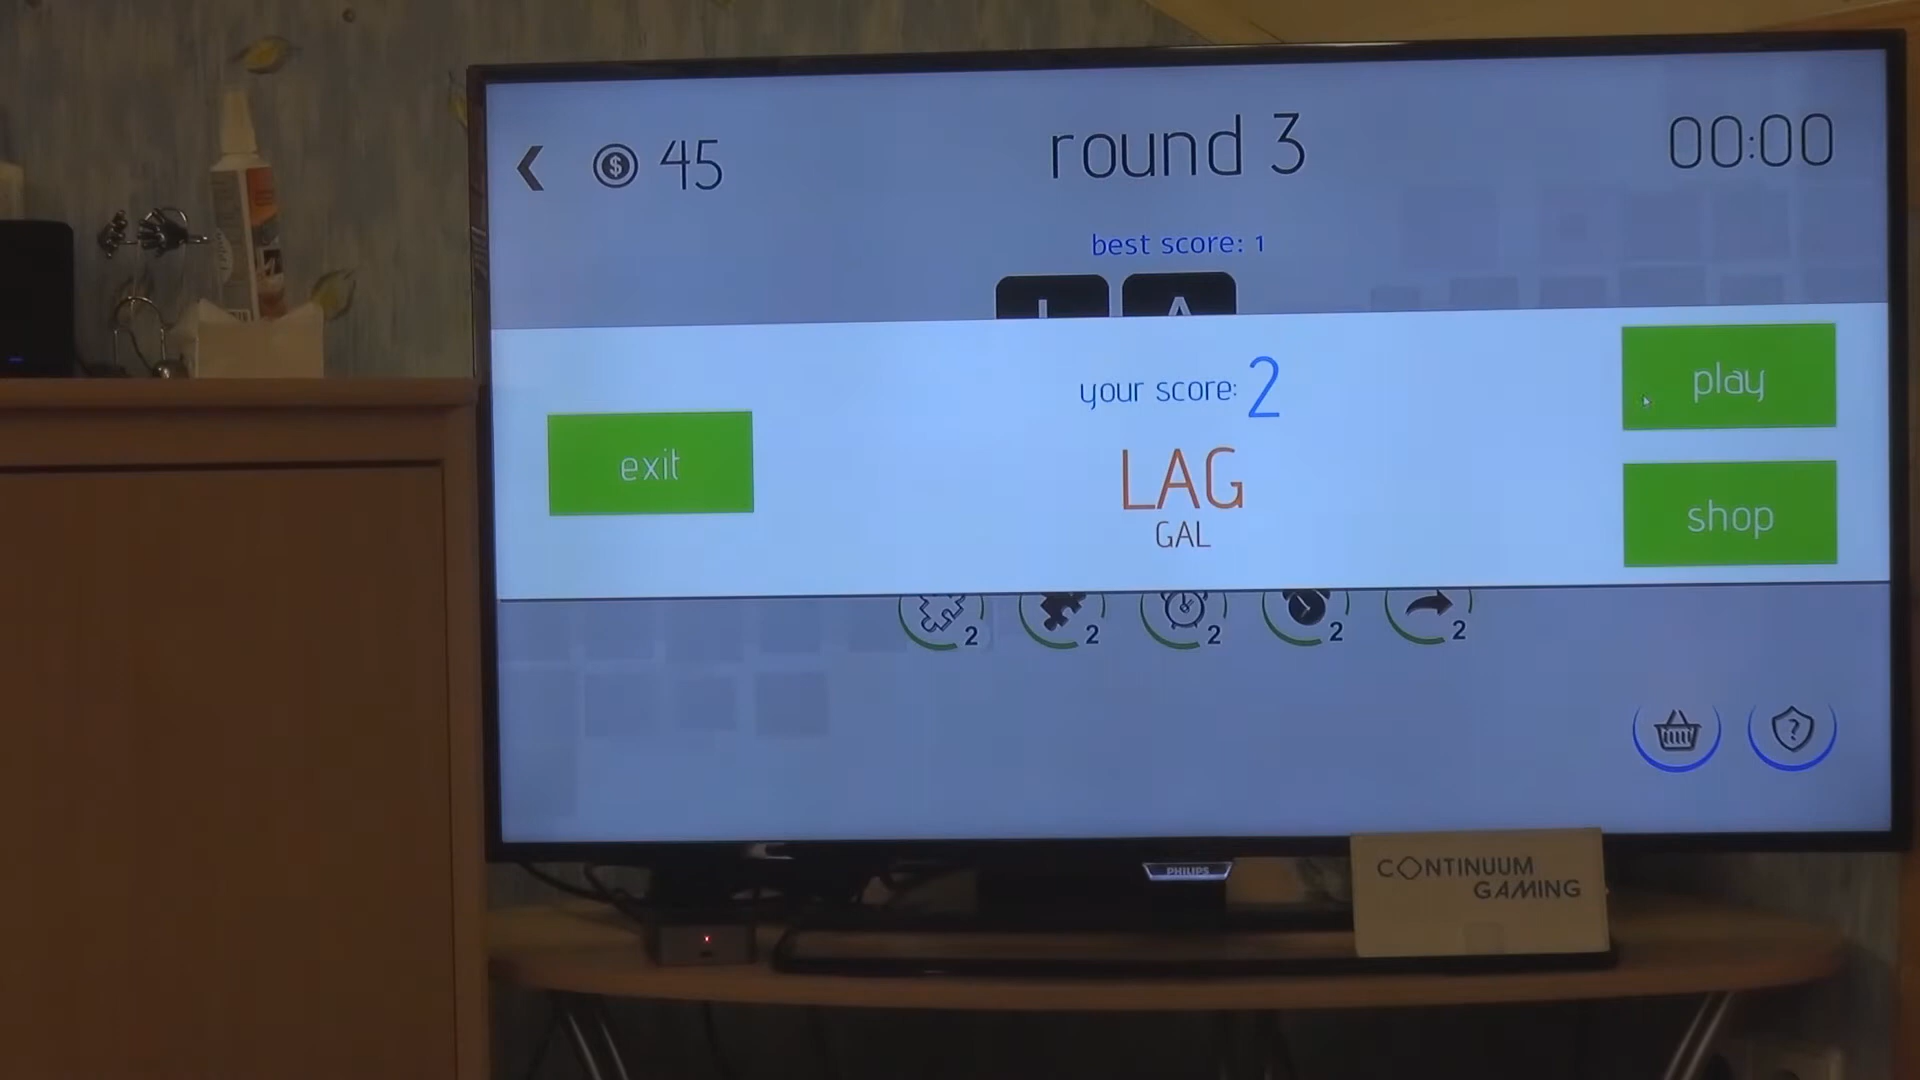 45
round 3
00:00
best score: 1
L A
your score: 2
LAG
GAL
exit
play
shop
2 2 2 2 2
?
PHILIPS
CONTINUUM
GAMING